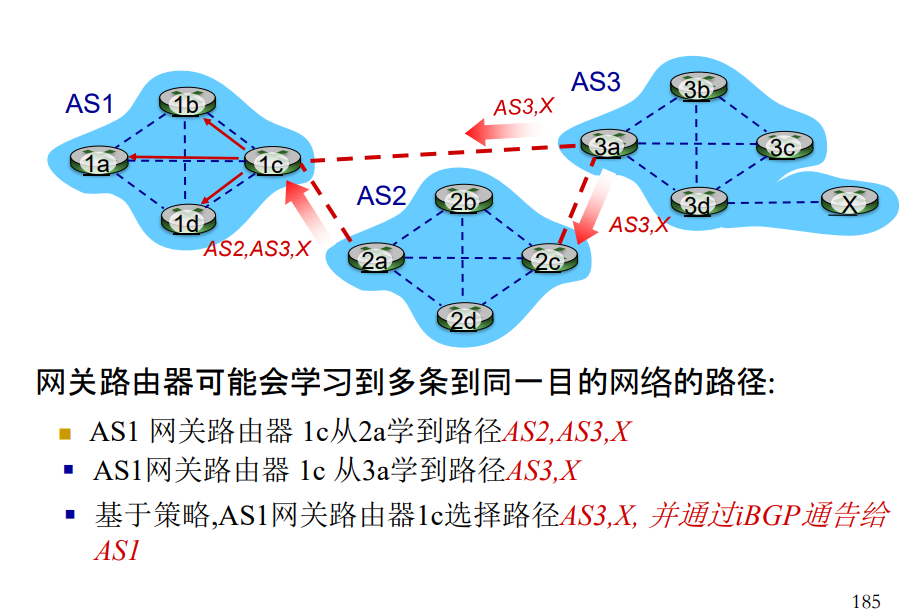 AS1
1b
1a
1c
1d
AS2,AS3,X
AS3,X
AS3
3b
3a
3c
3d
X
AS3,X
AS2
2b
2a
2c
2d
网关路由器可能会学习到多条到同一目的网络的路径:
AS1 网关路由器 1c从2a学到路径AS2,AS3,X
AS1网关路由器 1c 从3a学到路径AS3,X
基于策略,AS1网关路由器1c选择路径AS3,X, 并通过iBGP通告给
AS1
185